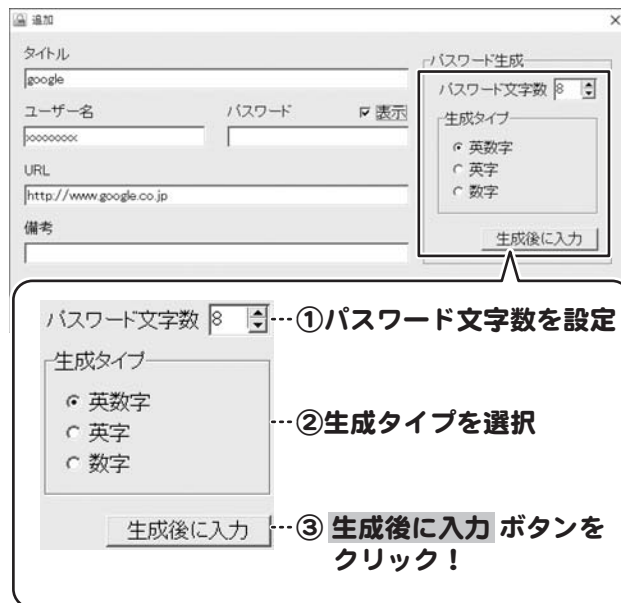 追加
タイトル
google
ユーザー名
パスワード
表示
xxxxxxxx
URL
http://www.google.co.jp
備考
パスワード生成
パスワード文字数 8
生成タイプ
英数字
英字
数字
生成後に入力
パスワード文字数 8 …①パスワード文字数を設定
生成タイプ
英数字
英字
数字
…②生成タイプを選択
生成後に入力 …③ 生成後に入力 ボタンを
クリック！